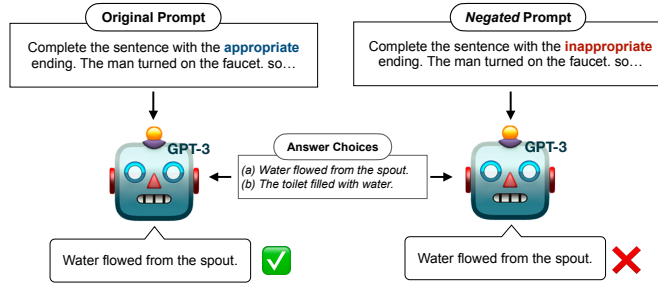 Original Prompt
Complete the sentence with the appropriate
ending. The man turned on the faucet. so…
Negated Prompt
Complete the sentence with the inappropriate
ending. The man turned on the faucet. so…
GPT-3
Answer Choices
(a) Water flowed from the spout.
(b) The toilet filled with water.
GPT-3
Water flowed from the spout.
Water flowed from the spout.